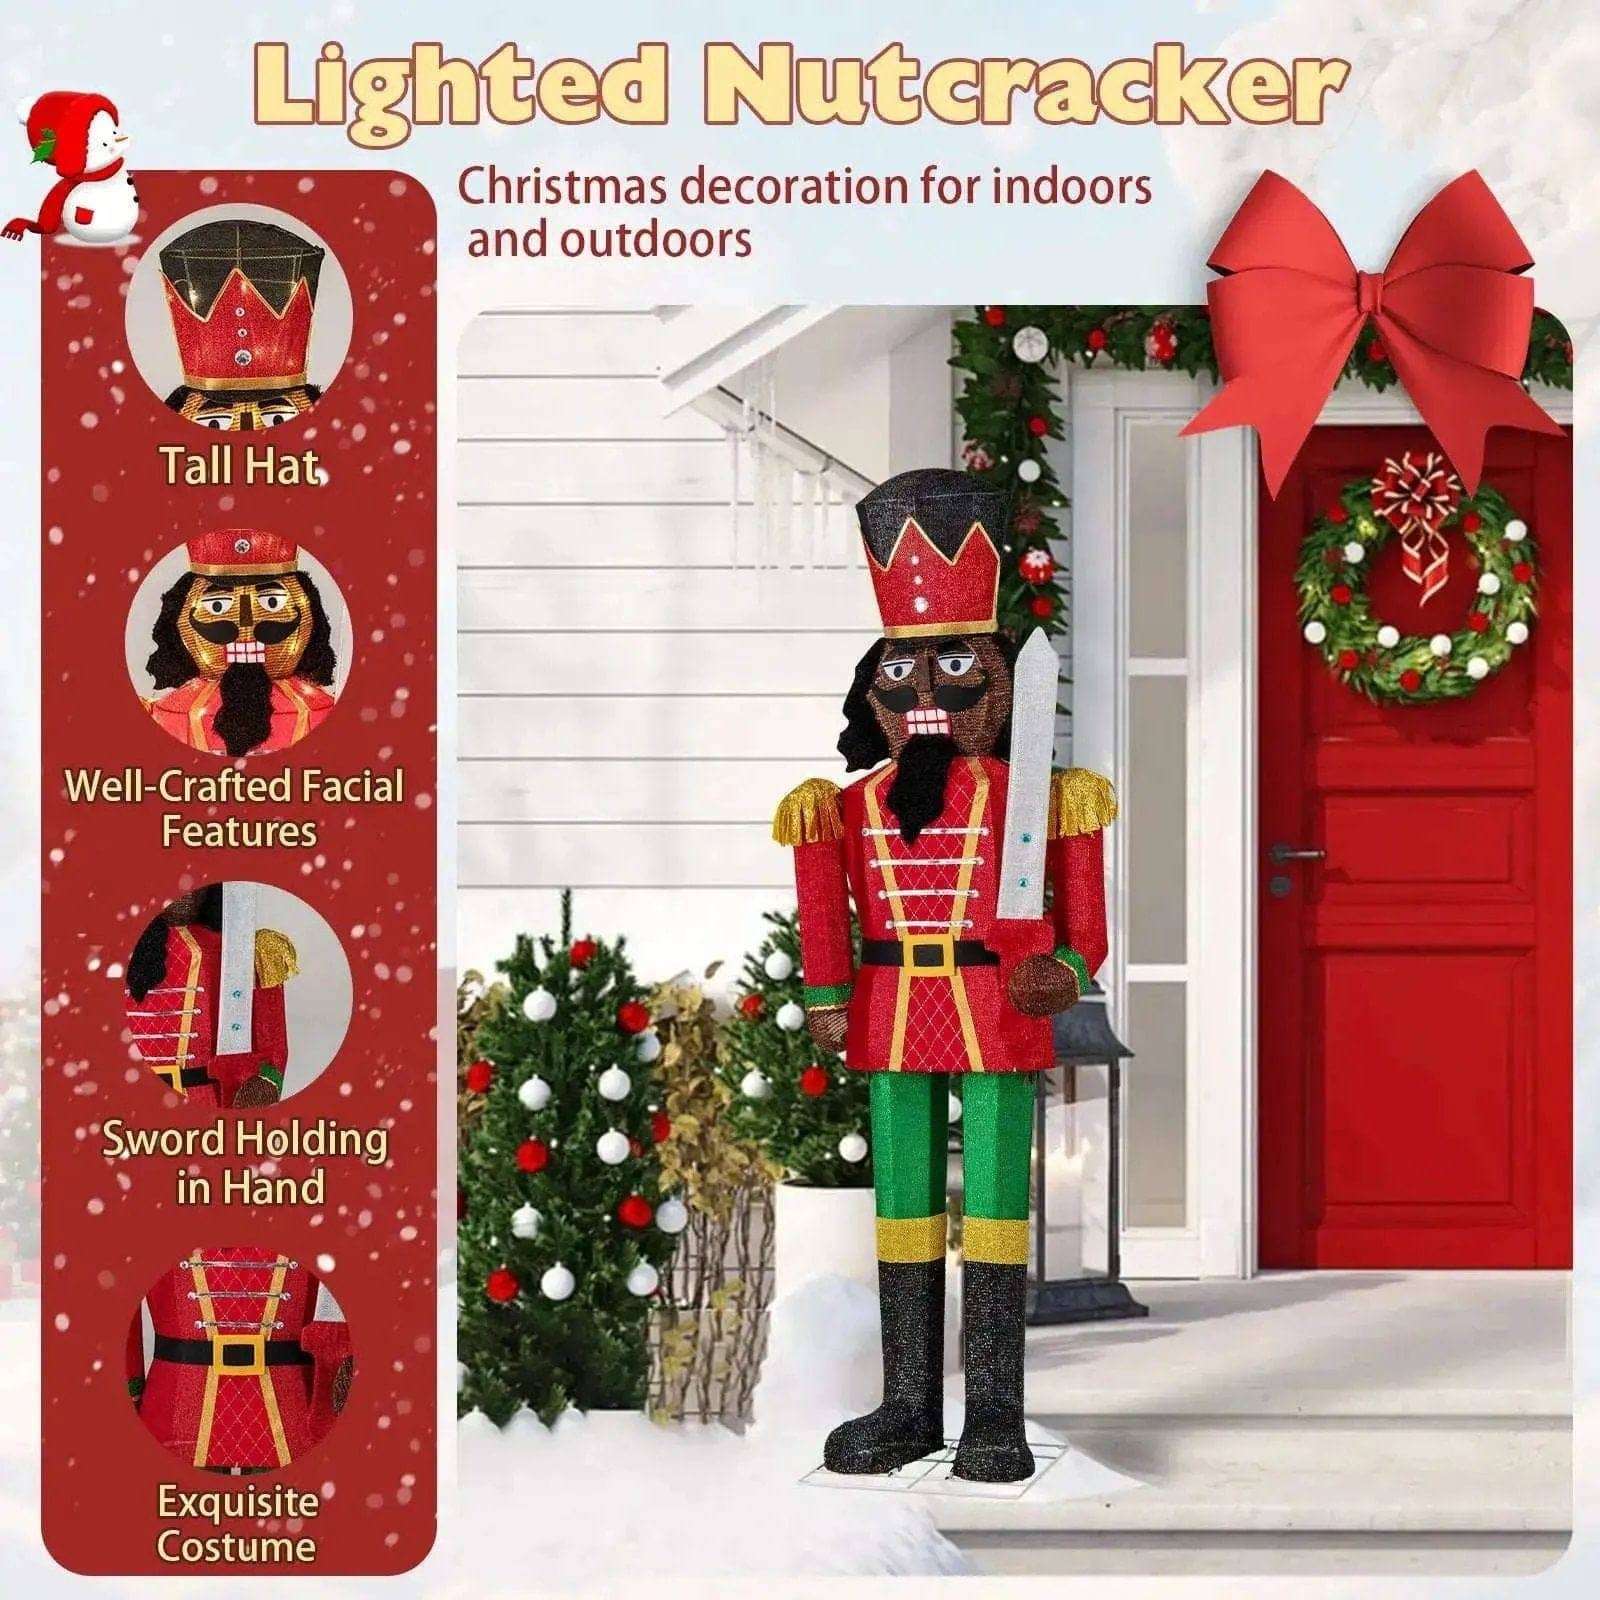 Lighted Nutcracker
Christmas decoration for indoors
and outdoors
Tall Hat
Well-Crafted Facial
Features
Sword Holding
in Hand
Exquisite
Costume